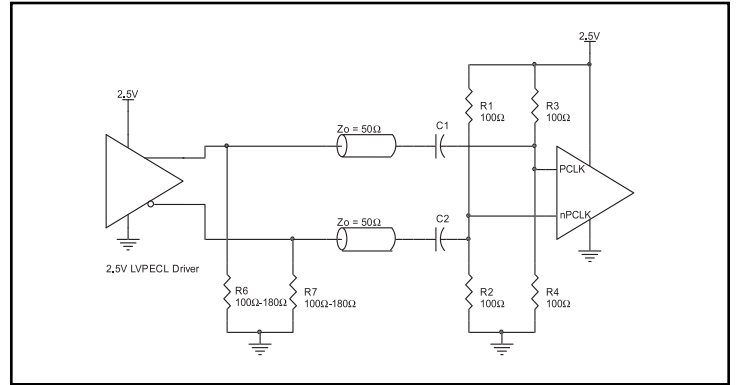 2.5V
2.5V
R1
100Ω
R3
100Ω
Zo = 50Ω
C1
PCLK
nPCLK
Zo = 50Ω
C2
2.5V LVPECL Driver
R6
100Ω-180Ω
R7
100Ω-180Ω
R2
100Ω
R4
100Ω